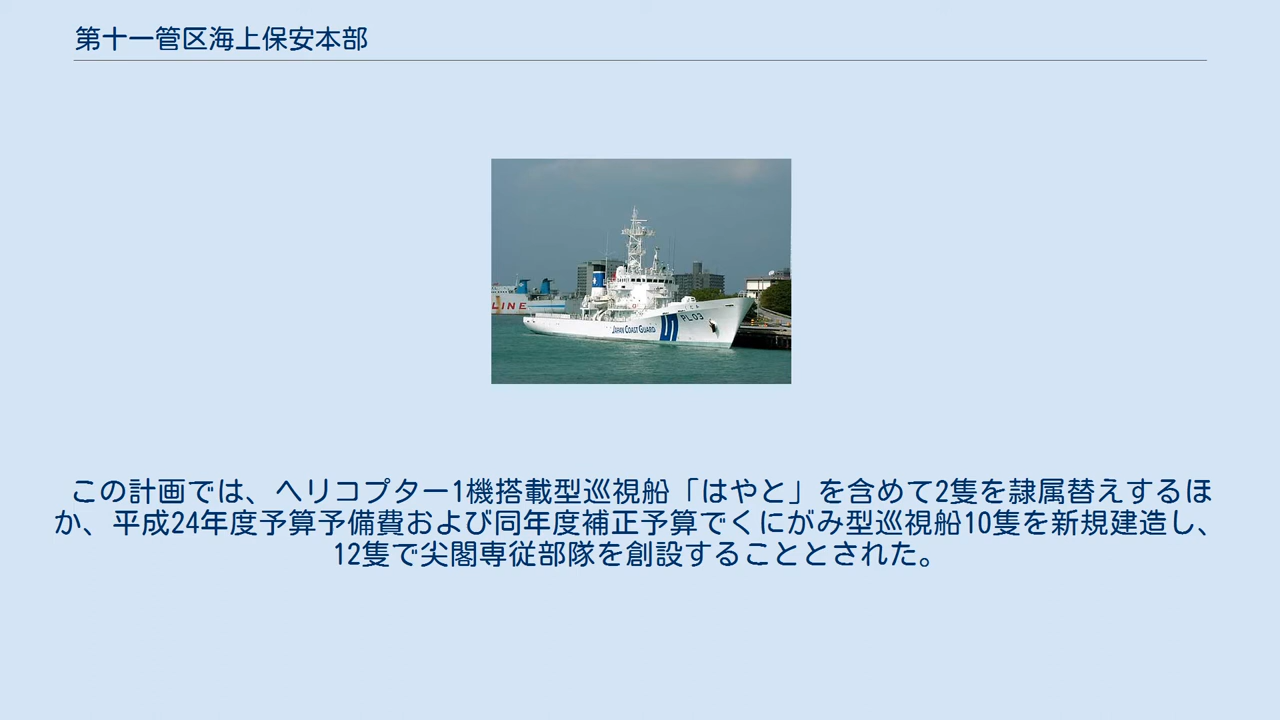 第十一管区海上保安本部
LINE
JAPAN COAST GUARD
PL03
この計画では、ヘリコプター1機搭載型巡視船「はやと」を含めて2隻を隷属替えするほ
か、平成24年度予算予備費および同年度補正予算でくにがみ型巡視船10隻を新規建造し、
12隻で尖閣専従部隊を創設することとされた。